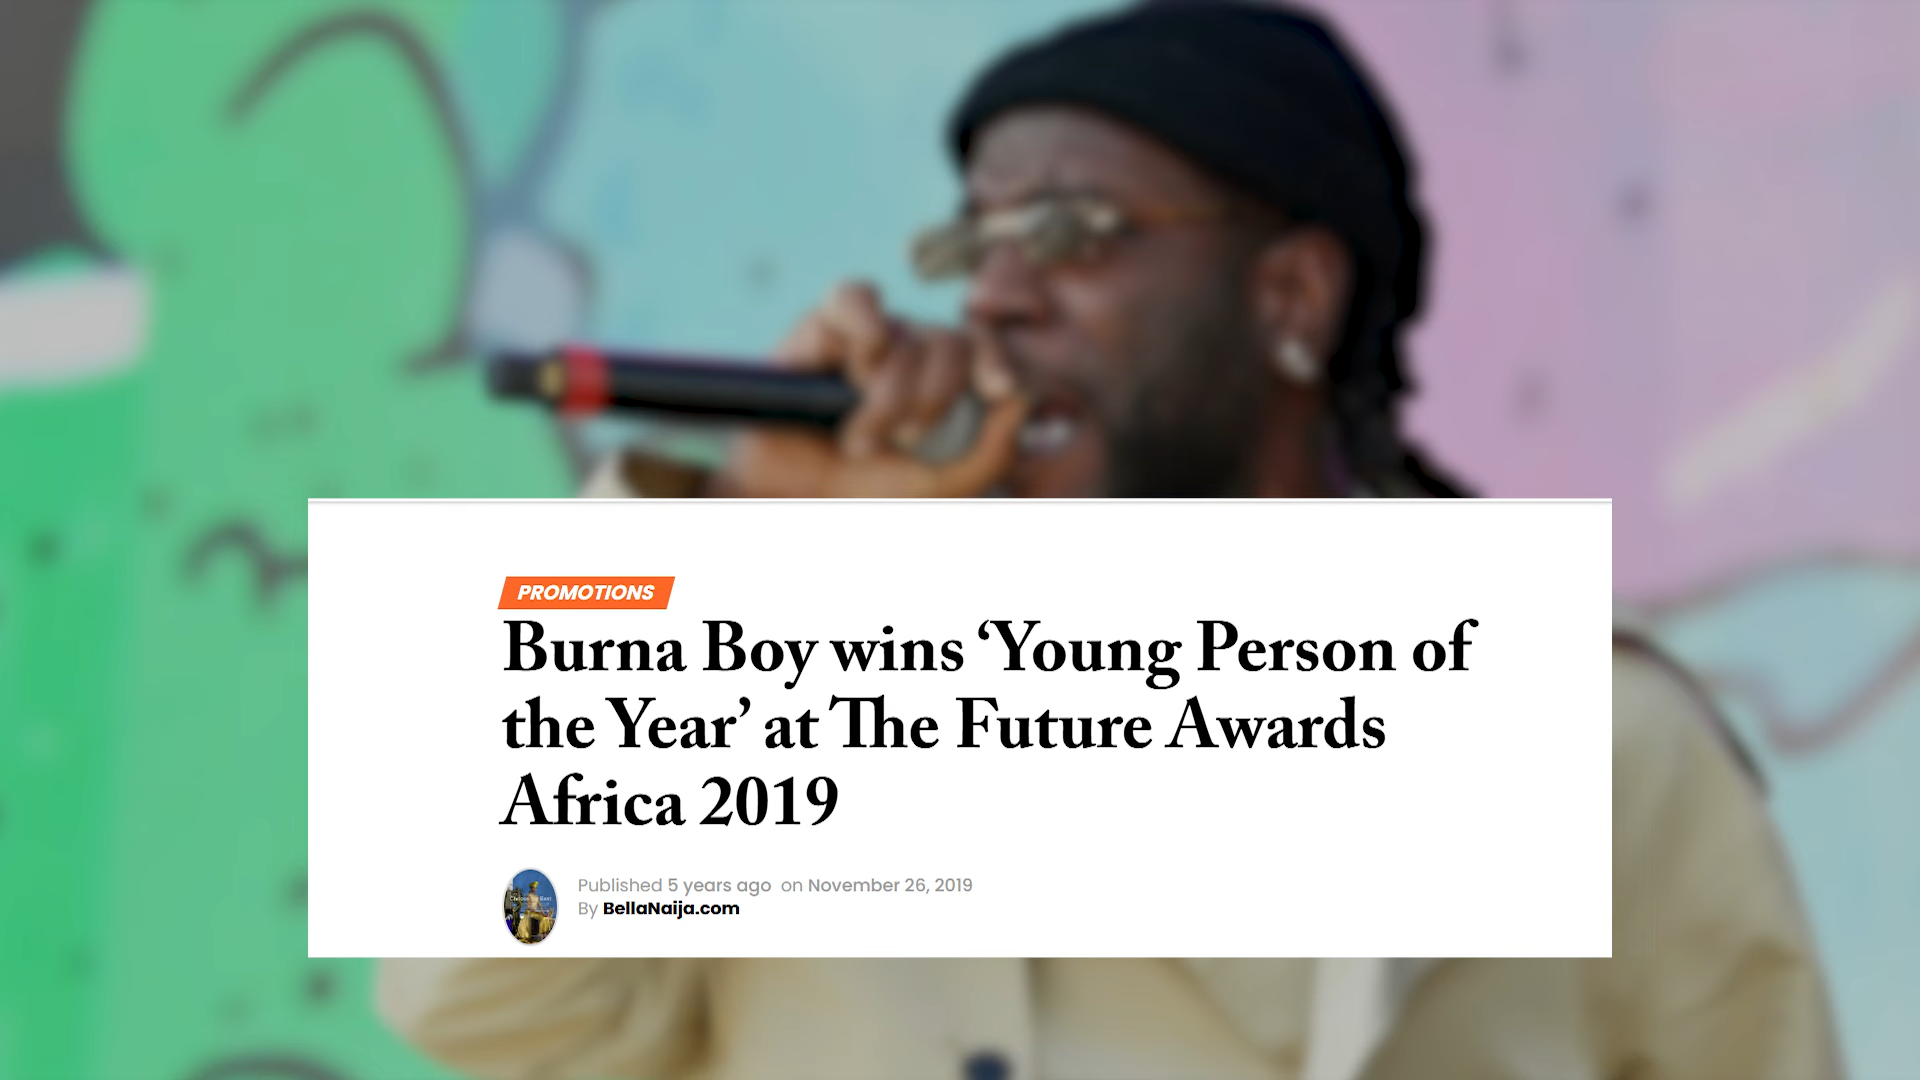 PROMOTIONS
Burna Boy wins ‘Young Person of
the Year’ at The Future Awards
Africa 2019
Published 5 years ago on November 26, 2019
By BellaNaija.com